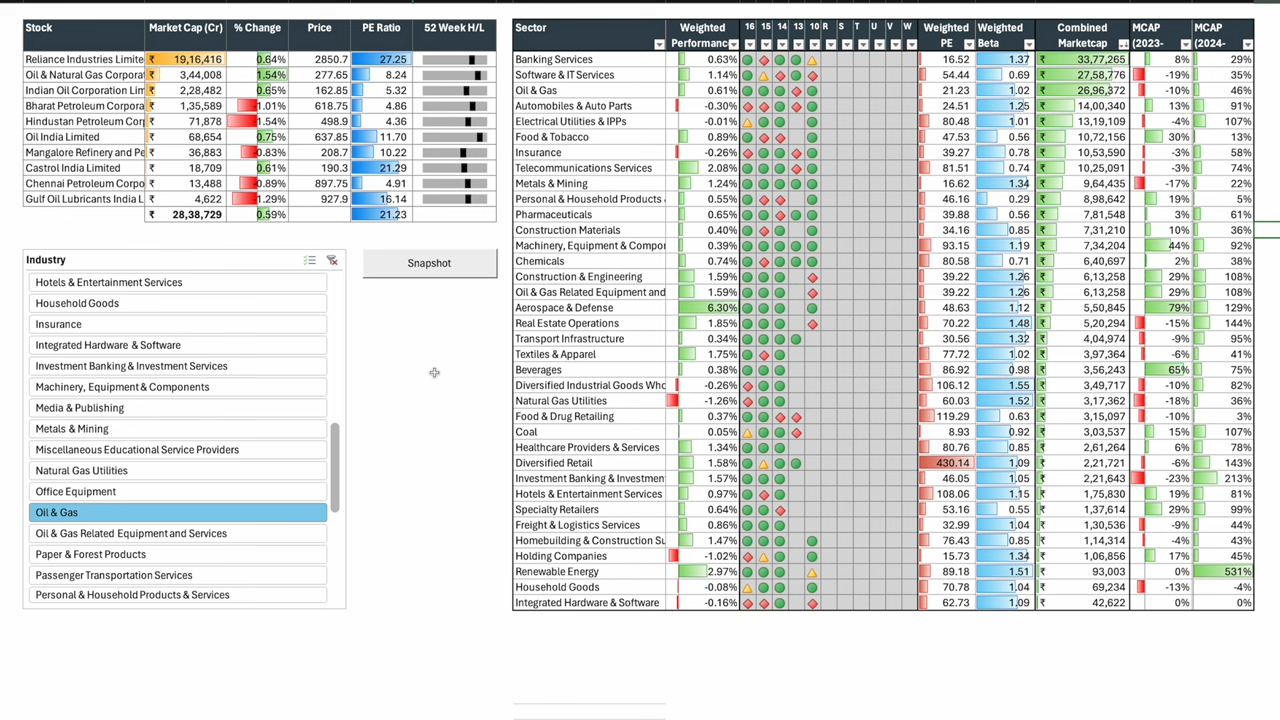 Stock Market Cap (Cr) % Change Price PE Ratio 52 Week H/L
Reliance Industries Limite ₹ 19,16,416 0.64% 2850.7 27.25
Oil & Natural Gas Corporat ₹ 3,44,008 1.54% 277.65 8.24
Indian Oil Corporation Lim ₹ 2,28,482 0.65% 162.85 5.32
Bharat Petroleum Corpora ₹ 1,35,589 1.01% 618.75 4.86
Hindustan Petroleum Corp ₹ 71,878 1.54% 498.9 4.36
Oil India Limited ₹ 68,654 0.75% 637.85 11.70
Mangalore Refinery and Pe ₹ 36,883 0.83% 208.7 10.22
Castrol India Limited ₹ 18,709 0.61% 190.3 21.29
Chennai Petroleum Corpo ₹ 13,488 0.89% 897.75 4.91
Gulf Oil Lubricants India L ₹ 4,622 1.29% 927.9 16.14
₹ 28,38,729 0.59% 21.23
Industry
Snapshot
Hotels & Entertainment Services
Household Goods
Insurance
Integrated Hardware & Software
Investment Banking & Investment Services
Machinery, Equipment & Components
Media & Publishing
Metals & Mining
Miscellaneous Educational Service Providers
Natural Gas Utilities
Office Equipment
Oil & Gas
Oil & Gas Related Equipment and Services
Paper & Forest Products
Passenger Transportation Services
Personal & Household Products & Services
Sector Weighted Performanc 16 15 14 13 10 R S T U V W Weighted PE Weighted Beta Combined Marketcap MCAP (2023- MCAP (2024-
Banking Services 0.63% 16.52 1.37 ₹ 33,77,265 8% 29%
Software & IT Services 1.14% 54.44 0.69 ₹ 27,58,776 -19% 35%
Oil & Gas 0.61% 21.23 1.02 ₹ 26,96,372 -10% 46%
Automobiles & Auto Parts -0.30% 24.51 1.25 ₹ 14,00,340 13% 91%
Electrical Utilities & IPPs -0.01% 80.48 1.01 ₹ 13,19,109 -4% 107%
Food & Tobacco 0.89% 47.53 0.56 ₹ 10,72,156 30% 13%
Insurance -0.26% 39.27 0.78 ₹ 10,53,590 -3% 58%
Telecommunications Services 2.08% 81.51 0.74 ₹ 10,25,091 -3% 74%
Metals & Mining 1.24% 16.62 1.34 ₹ 9,64,435 -17% 22%
Personal & Household Products 0.55% 46.16 0.29 ₹ 8,98,642 19% 5%
Pharmaceuticals 0.65% 39.88 0.56 ₹ 7,81,548 3% 61%
Construction Materials 0.40% 34.16 0.85 ₹ 7,31,210 10% 36%
Machinery, Equipment & Compor 0.39% 93.15 1.19 ₹ 7,34,204 44% 92%
Chemicals 0.74% 80.58 0.71 ₹ 6,40,697 2% 38%
Construction & Engineering 1.59% 39.22 1.26 ₹ 6,13,258 29% 108%
Oil & Gas Related Equipment and 1.59% 39.22 1.26 ₹ 6,13,258 29% 108%
Aerospace & Defense 6.30% 48.63 1.12 ₹ 5,50,845 79% 129%
Real Estate Operations 1.85% 70.22 1.48 ₹ 5,20,294 -15% 144%
Transport Infrastructure 0.34% 30.56 1.32 ₹ 4,04,974 -9% 95%
Textiles & Apparel 1.75% 77.72 1.02 ₹ 3,97,364 -6% 41%
Beverages 0.38% 86.92 0.98 ₹ 3,56,243 65% 75%
Diversified Industrial Goods Who -0.26% 106.12 1.55 ₹ 3,49,717 -10% 82%
Natural Gas Utilities -1.26% 60.03 1.52 ₹ 3,17,362 -18% 36%
Food & Drug Retailing 0.37% 119.29 0.63 ₹ 3,15,097 -10% 3%
Coal 0.05% 8.93 0.92 ₹ 3,03,537 15% 107%
Healthcare Providers & Services 1.34% 80.76 0.85 ₹ 2,61,264 6% 78%
Diversified Retail 1.58% 430.14 1.09 ₹ 2,21,721 -6% 143%
Investment Banking & Investmen 1.57% 46.05 1.05 ₹ 2,21,643 -23% 213%
Hotels & Entertainment Services 0.97% 108.06 1.15 ₹ 1,75,830 19% 81%
Specialty Retailers 0.64% 53.16 0.55 ₹ 1,37,614 29% 99%
Freight & Logistics Services 0.86% 32.99 1.04 ₹ 1,30,536 -9% 44%
Homebuilding & Construction Su 1.47% 76.43 0.85 ₹ 1,14,314 -4% 43%
Holding Companies -1.02% 15.73 1.34 ₹ 1,06,856 17% 45%
Renewable Energy 2.97% 89.18 1.51 ₹ 93,003 0% 531%
Household Goods -0.08% 70.78 1.04 ₹ 69,234 -13% -4%
Integrated Hardware & Software -0.16% 62.73 1.09 ₹ 42,622 0% 0%